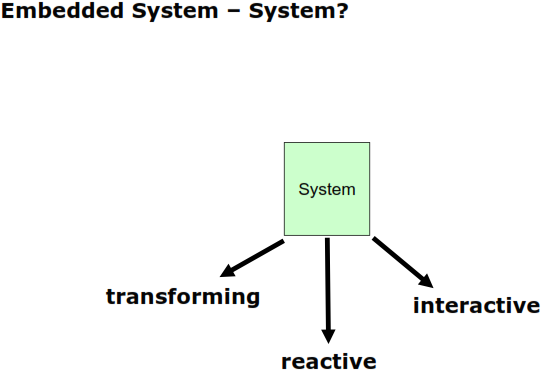 Embedded System – System?
System
transforming
interactive
reactive